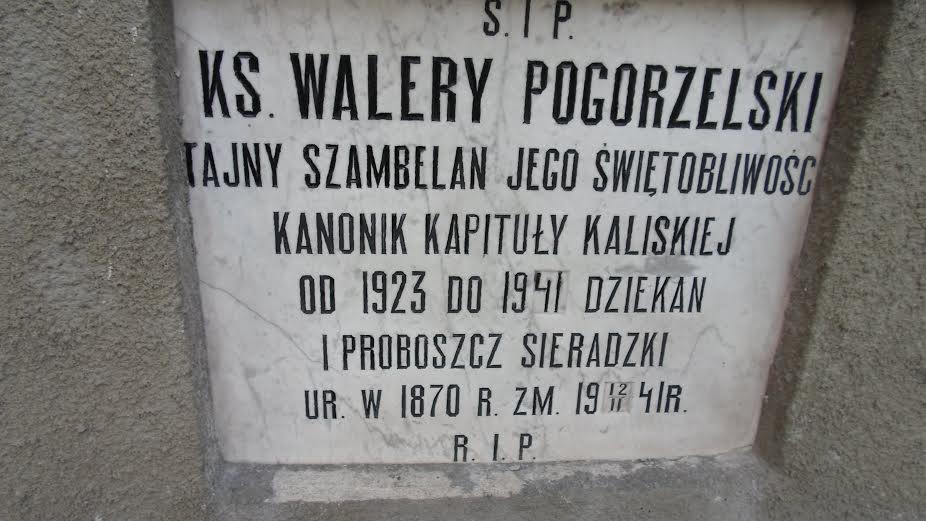 Ś. I P.
KS. WALERY POGORZELSKI
TAJNY SZAMBELAN JEGO ŚWIĘTOBLIWOŚC
KANONIK KAPITUŁY KALISKIEJ
OD 1923 DO 1941 DZIEKAN
I PROBOSZCZ SIERADZKI
UR. W 1870 R. ZM. 19 12/11 41R.
R. I. P.